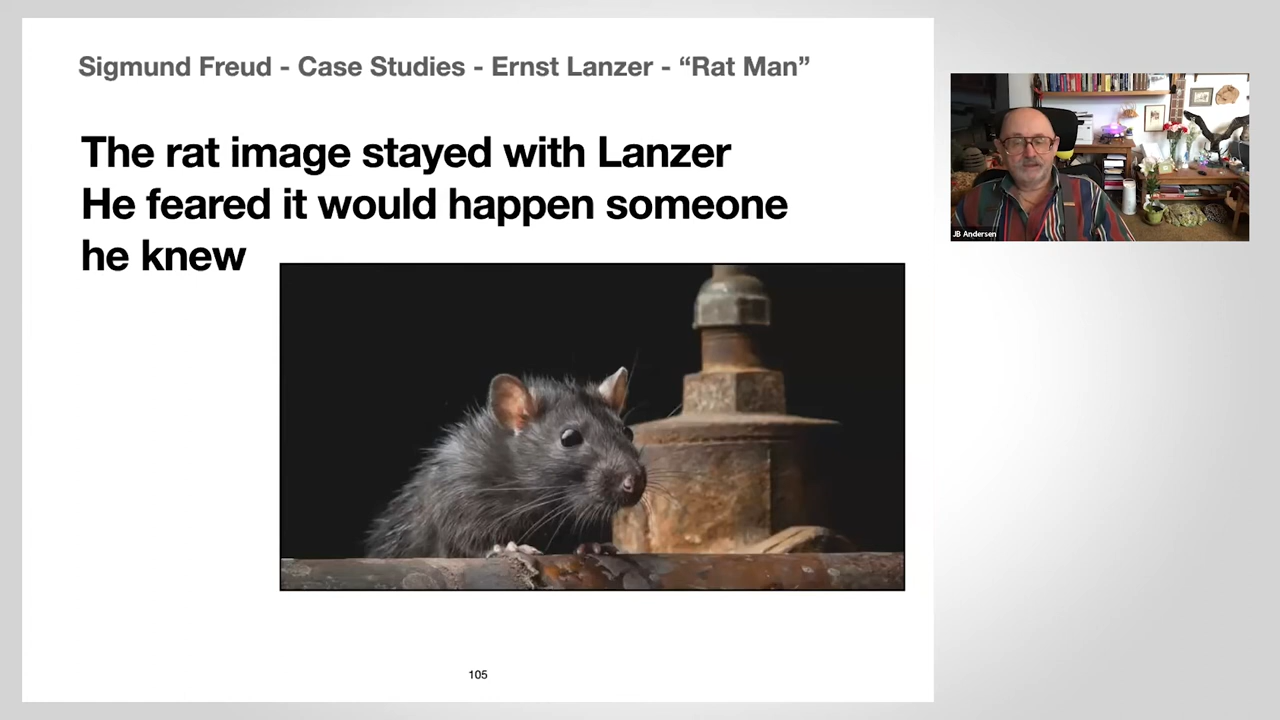 Sigmund Freud - Case Studies - Ernst Lanzer - “Rat Man”
The rat image stayed with Lanzer
He feared it would happen someone
he knew
JB Andersen
105